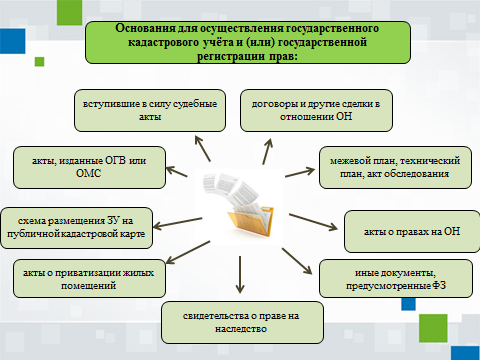 Основания для осуществления государственного
кадастрового учёта и (или) государственной
регистрации прав:
вступившие в силу судебные
акты
договоры и другие сделки в
отношении ОН
акты, изданные ОГВ или
ОМС
межевой план, технический
план, акт обследования
схема размещения ЗУ на
публичной кадастровой карте
акты о правах на ОН
акты о приватизации жилых
помещений
иные документы,
предусмотренные ФЗ
свидетельства о праве на
наследство